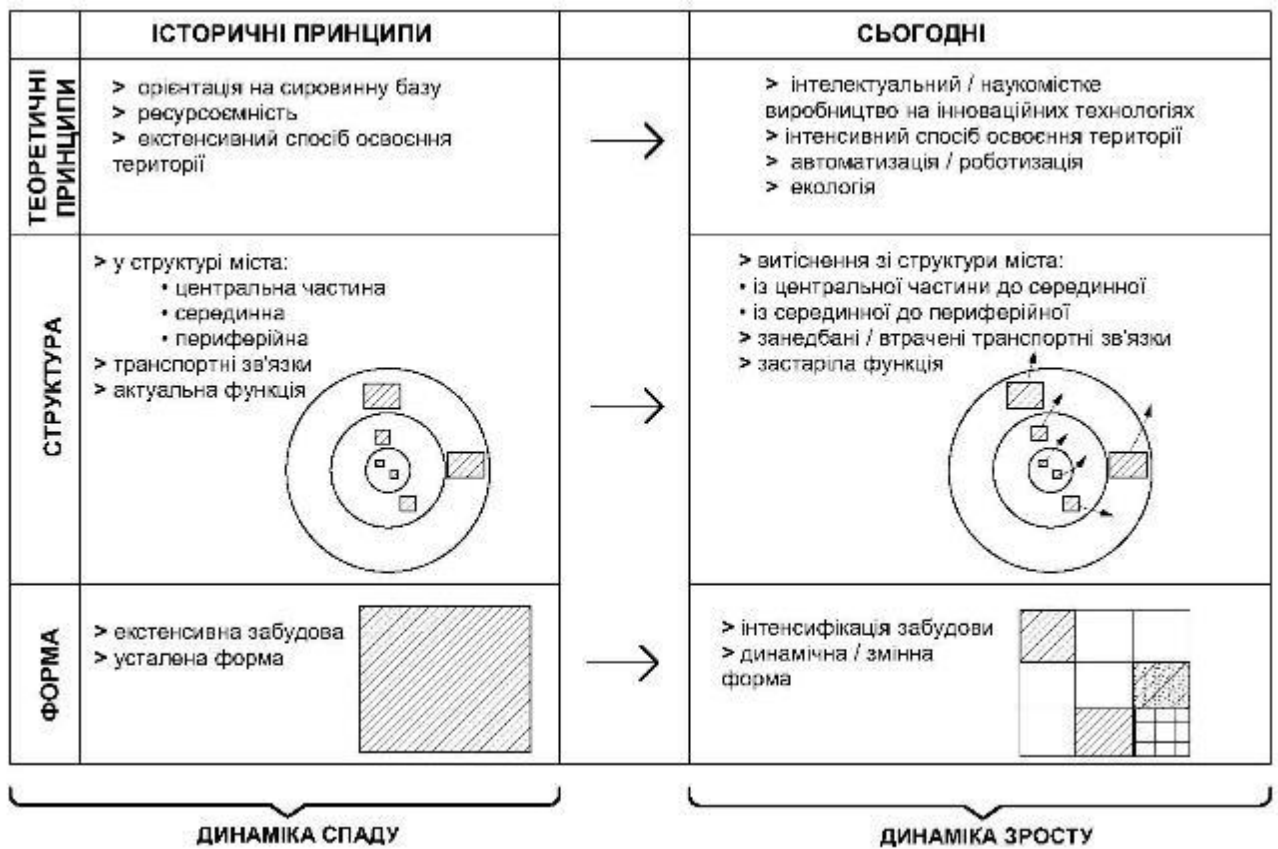 ІСТОРИЧНІ ПРИНЦИПИ
СЬОГОДНІ
ТЕОРЕТИЧНІ
ПРИНЦИПИ
> орієнтація на сировинну базу
> ресурсоємність
> екстенсивний спосіб освоєння
території
> інтелектуальний / наукомістке
виробництво на інноваційних технологіях
> інтенсивний спосіб освоєння території
> автоматизація / роботизація
> екологія
СТРУКТУРА
> у структурі міста:
• центральна частина
• серединна
• периферійна
> транспортні зв'язки
> актуальна функція
> витіснення зі структури міста:
• із центральної частини до серединної
• із серединної до периферійної
> занедбані / втрачені транспортні зв'язки
> застаріла функція
ФОРМА
> екстенсивна забудова
> усталена форма
> інтенсифікація забудови
> динамічна / змінна
форма
ДИНАМІКА СПАДУ
ДИНАМІКА ЗРОСТУ